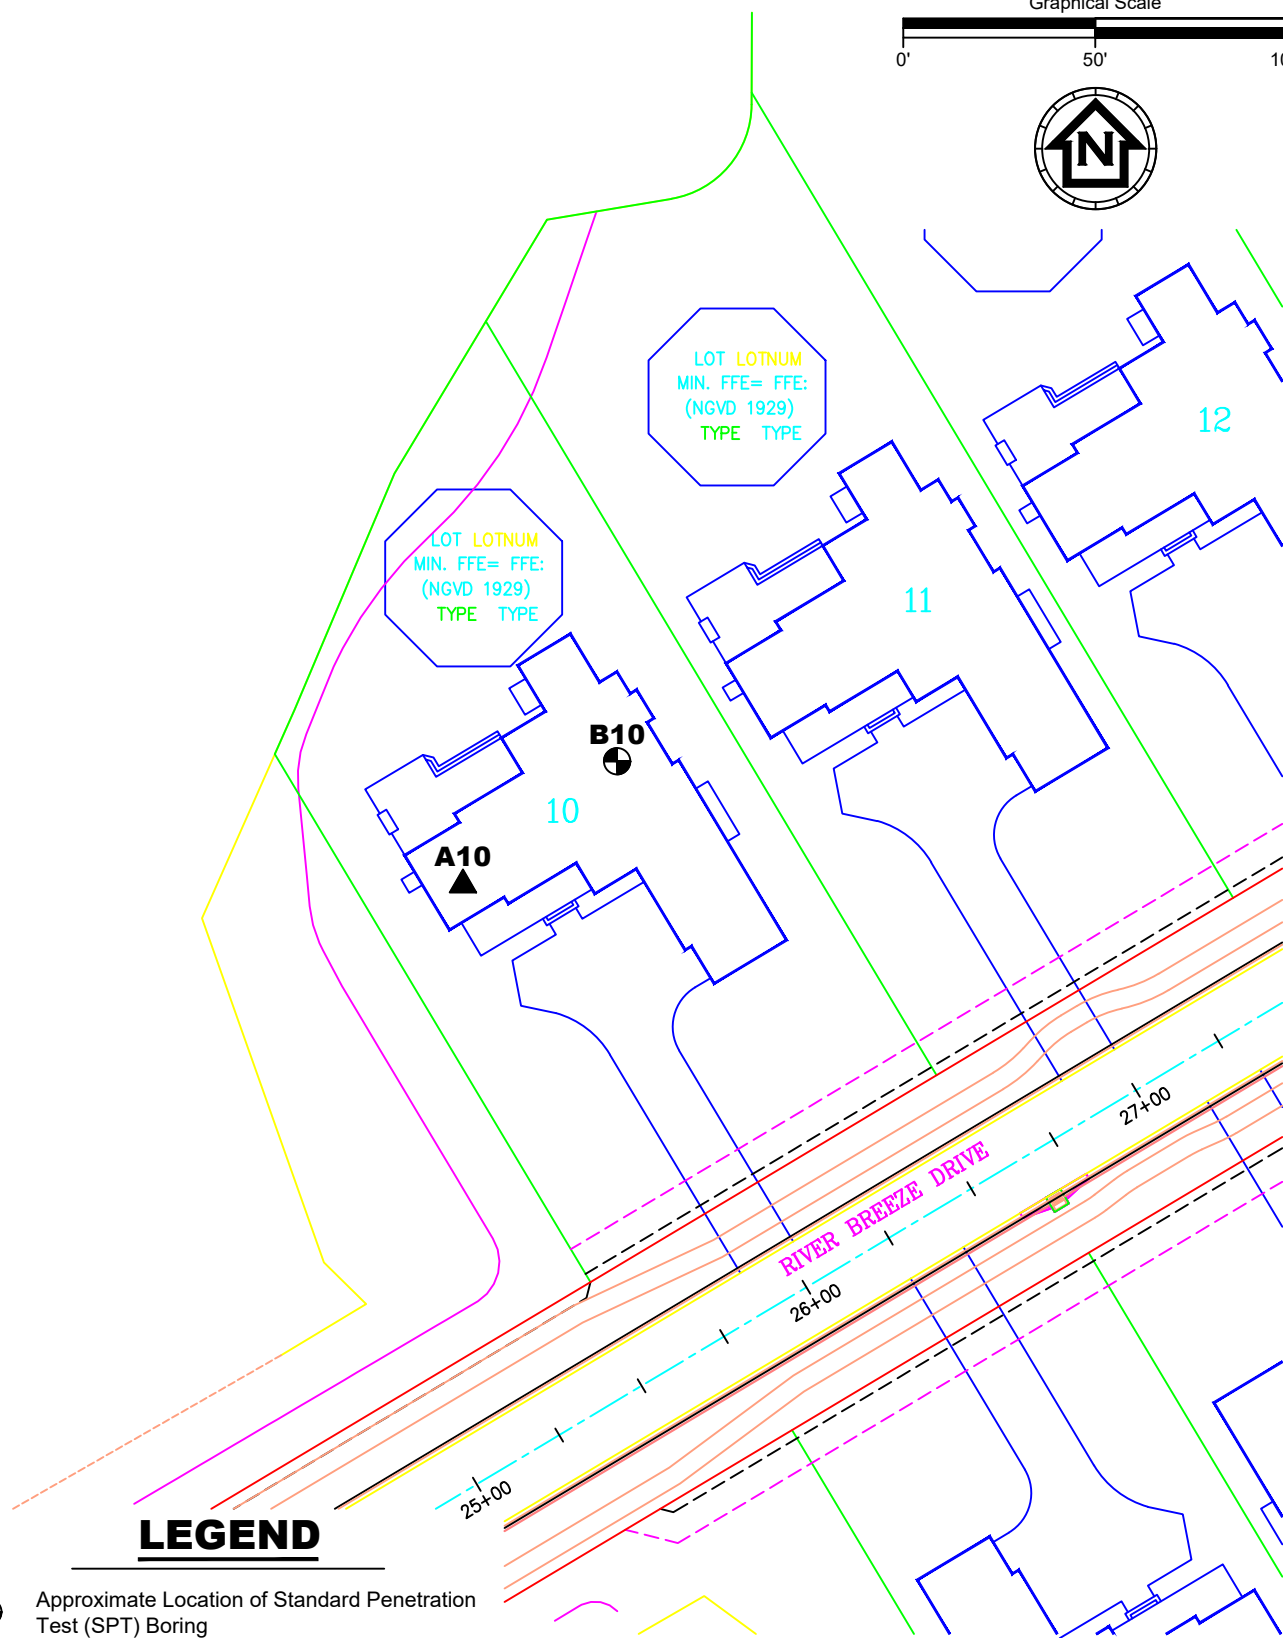 Graphical Scale
0'
50'
N
LOT LOTNUM
MIN. FFE= FFE:
(NGVD 1929)
TYPE TYPE
12
LOT LOTNUM
MIN. FFE= FFE:
(NGVD 1929)
TYPE TYPE
11
B10
10
A10
27+00
RIVER BREEZE DRIVE
26+00
25+00
LEGEND
Approximate Location of Standard Penetration
Test (SPT) Boring